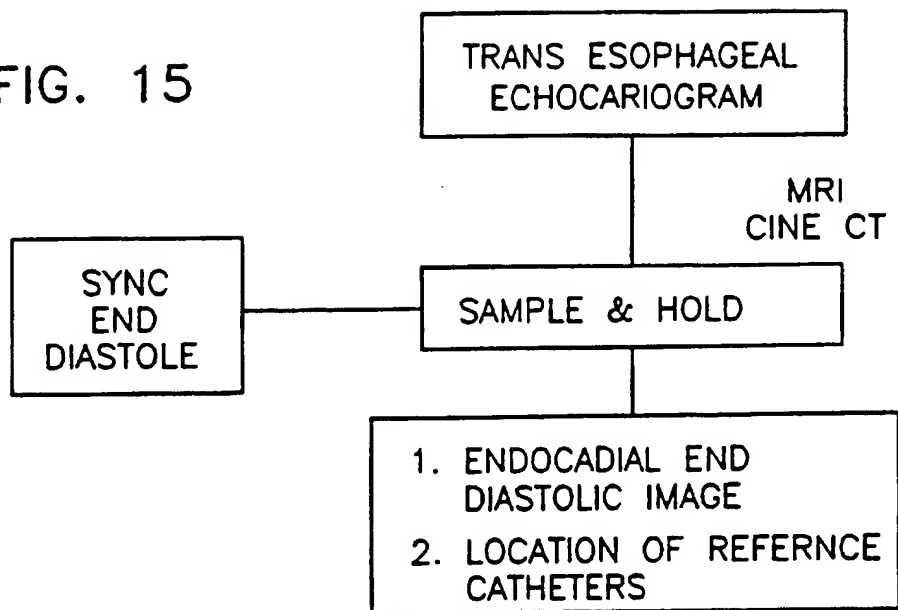 FIG. 15
TRANS ESOPHAGEAL
ECHOCARIOGRAM
MRI
CINE CT
SYNC
END
DIASTOLE
SAMPLE & HOLD
1. ENDOCADIAL END
DIASTOLIC IMAGE
2. LOCATION OF REFERNCE
CATHETERS